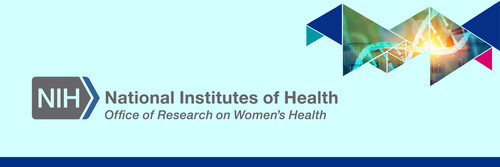 NIH
National Institutes of Health
Office of Research on Women's Health